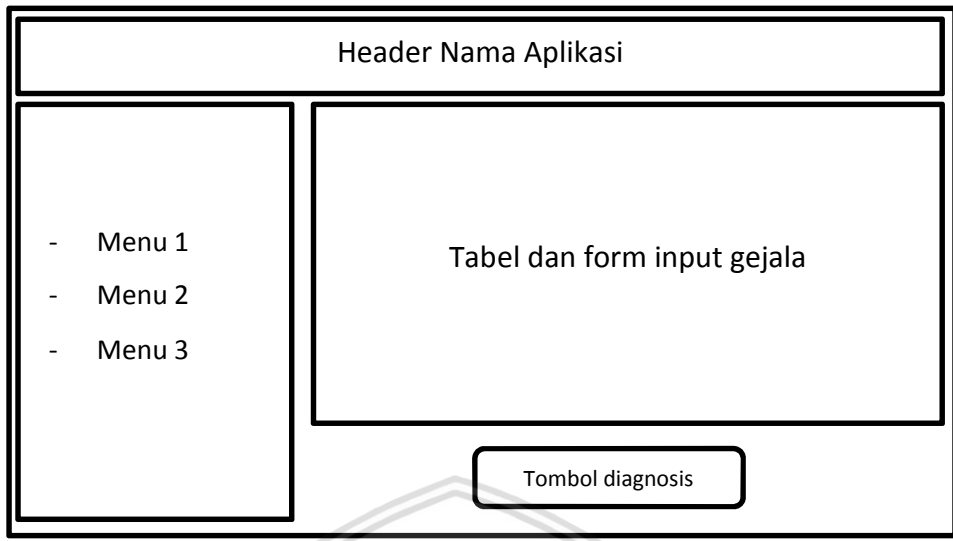 Header Nama Aplikasi
- Menu 1
- Menu 2
- Menu 3
Tabel dan form input gejala
Tombol diagnosis